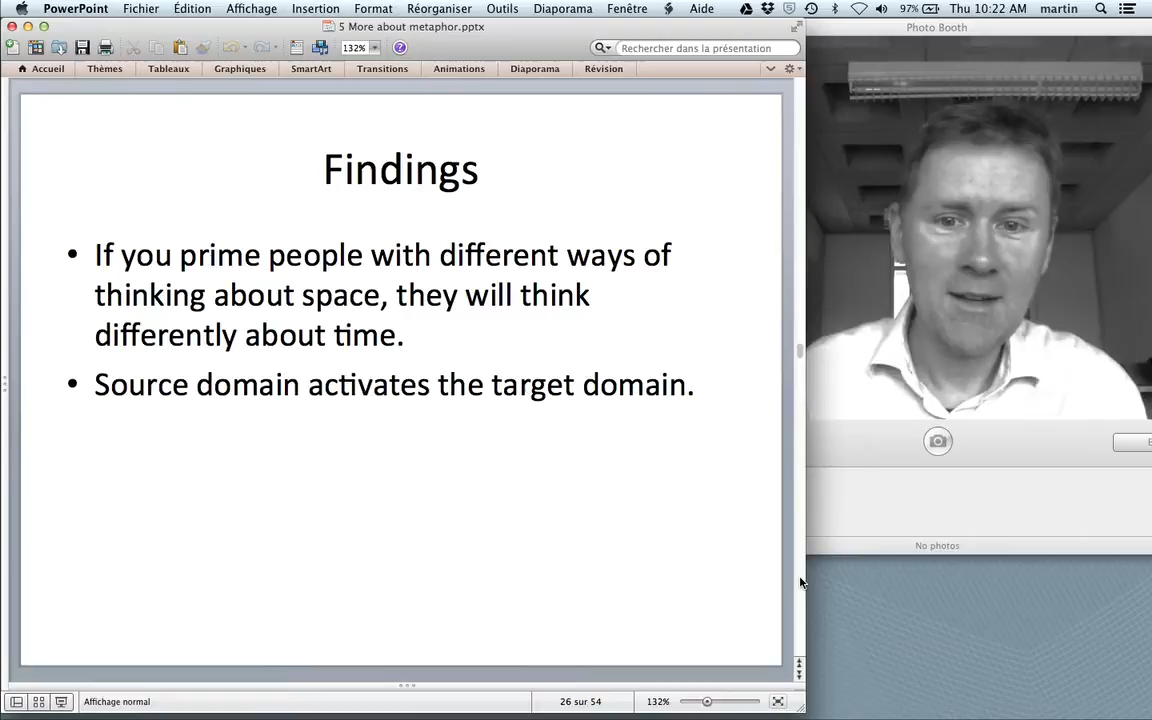 PowerPoint Fichier Édition Affichage Insertion Format Réorganiser Outils Diaporama Fenêtre Aide 97% Thu 10:22 AM martin
5 More about metaphor.pptx
Photo Booth
132% Rechercher dans la présentation
Accueil Thèmes Tableaux Graphiques SmartArt Transitions Animations Diaporama Révision
Findings
• If you prime people with different ways of
thinking about space, they will think
differently about time.
• Source domain activates the target domain.
No photos
Affichage normal 26 sur 54 132%